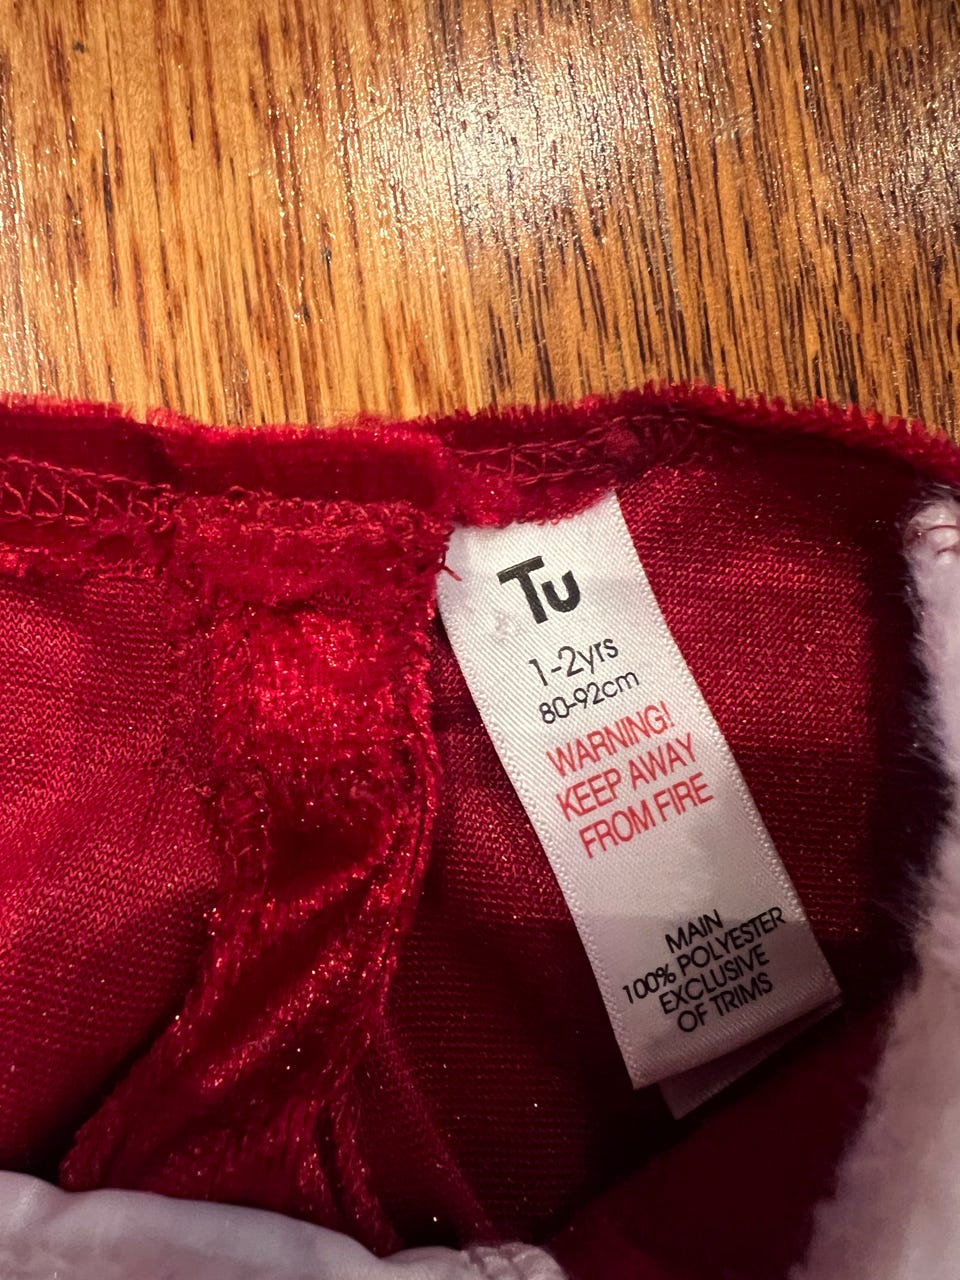 Tu
1-2yrs
80-92cm
WARNING!
KEEP AWAY
FROM FIRE
MAIN
100% POLYESTER
EXCLUSIVE
OF TRIMS